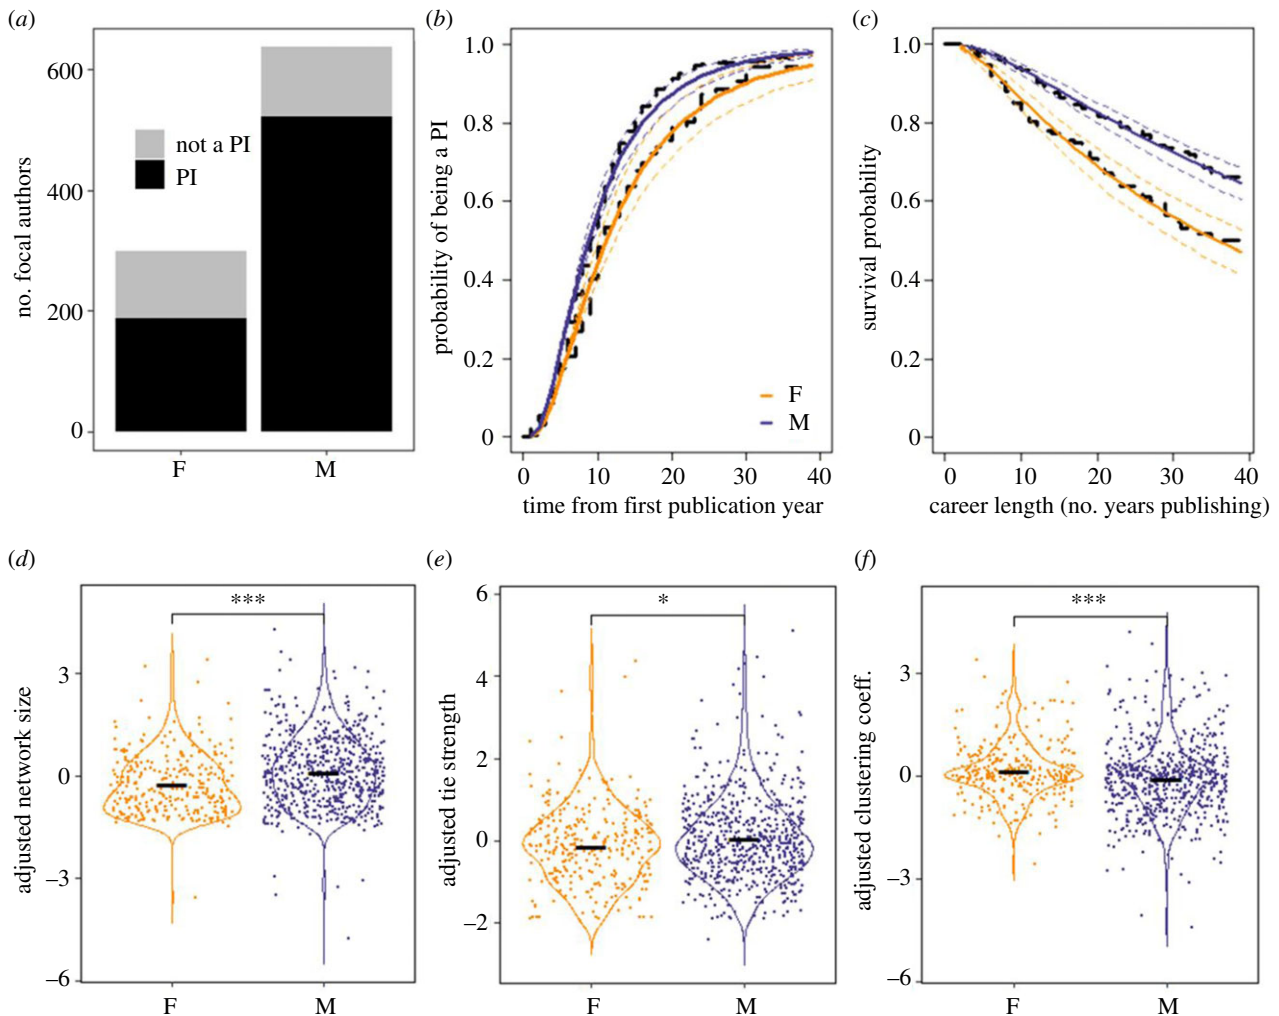 (a)
no. focal authors
600
400
200
0
not a PI
PI
F
M
(b)
probability of being a PI
1.0
0.8
0.6
0.4
0.2
0
F
M
0
10
20
30
40
time from first publication year
(c)
survival probability
1.0
0.8
0.6
0.4
0.2
0
0
10
20
30
40
career length (no. years publishing)
(d)
adjusted network size
3
0
–3
–6
***
F
M
(e)
adjusted tie strength
6
4
2
0
–2
*
F
M
(f)
adjusted clustering coeff.
3
0
–3
–6
***
F
M